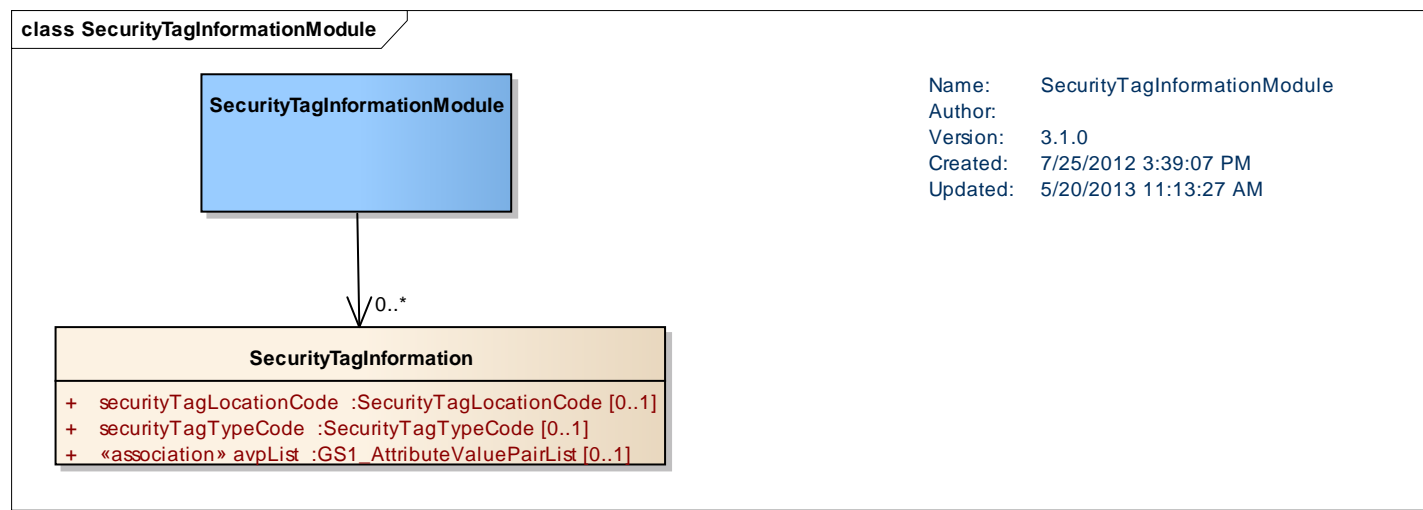 class SecurityTagInformationModule
SecurityTagInformationModule
Name: SecurityTagInformationModule
Author:
Version: 3.1.0
Created: 7/25/2012 3:39:07 PM
Updated: 5/20/2013 11:13:27 AM
0..*
SecurityTagInformation
+ securityTagLocationCode :SecurityTagLocationCode [0..1]
+ securityTagTypeCode :SecurityTagTypeCode [0..1]
+ «association» avpList :GS1_AttributeValuePairList [0..1]